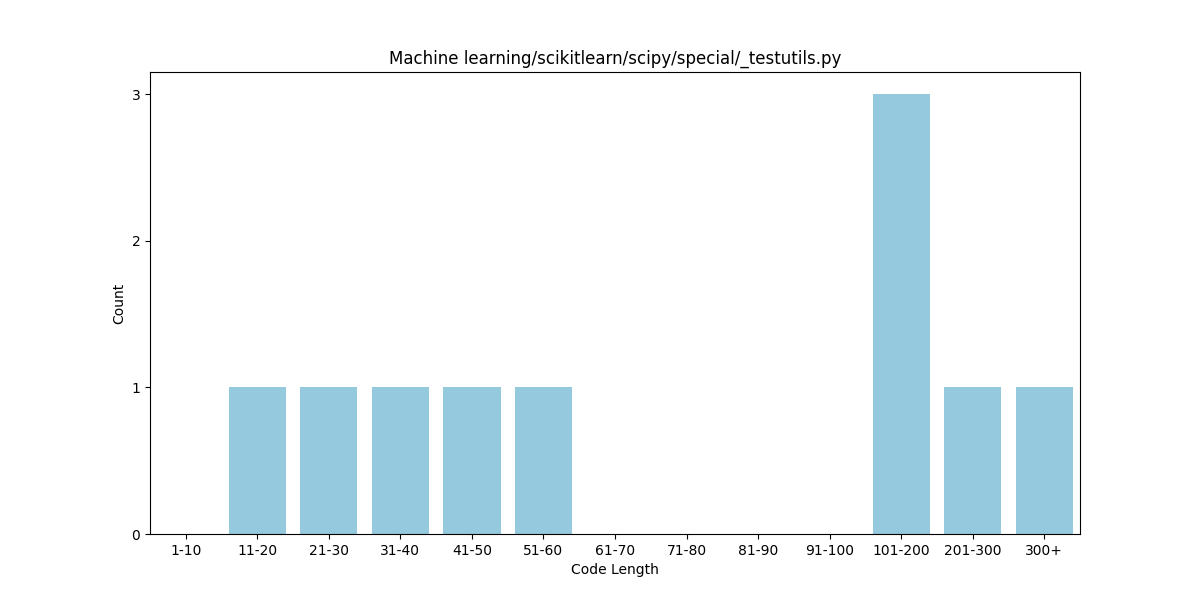 Machine learning/scikitlearn/scipy/special/_testutils.py
3
2
1
0
Count
1-10 11-20 21-30 31-40 41-50 51-60 61-70 71-80 81-90 91-100 101-200 201-300 300+
Code Length